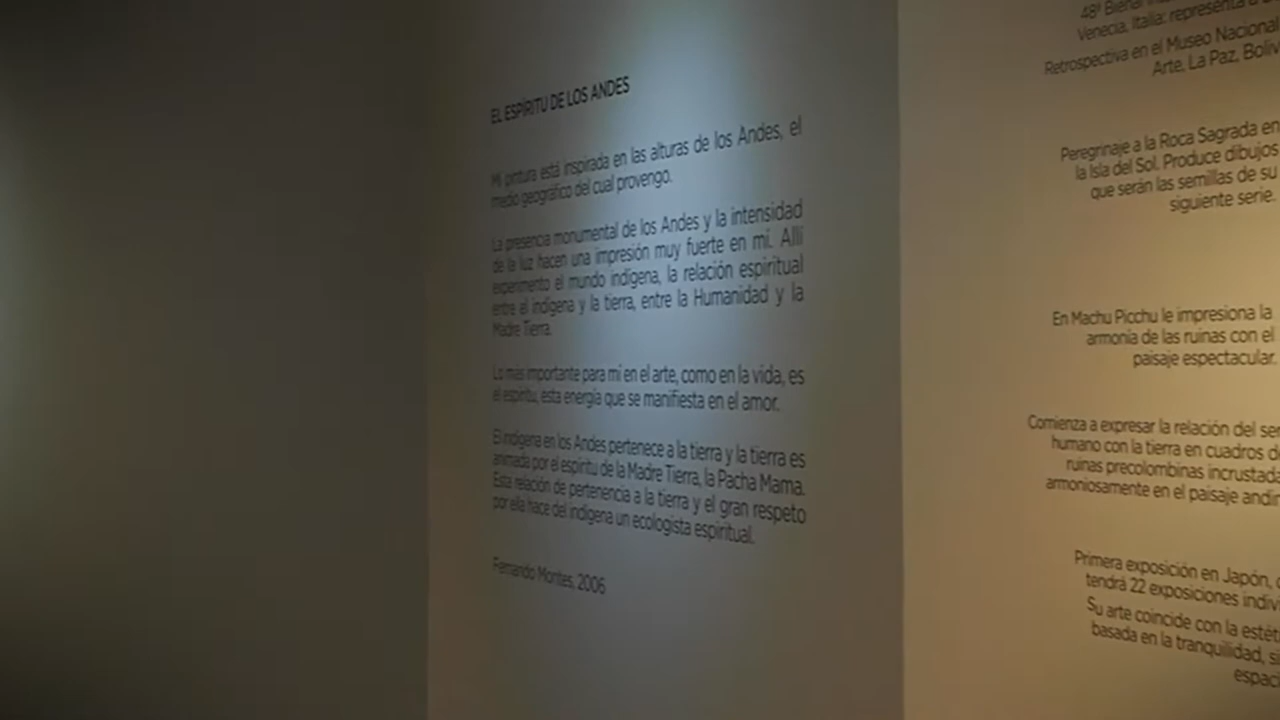 EL ESPÍRITU DE LOS ANDES
Mi pintura está inspirada en las alturas de los Andes, el
medio geográfico del cual provengo.
La presencia monumental de los Andes y la intensidad
de la luz hacen una impresión muy fuerte en mí. Allí
experimento el mundo indígena, la relación espiritual
entre el indígena y la tierra, entre la Humanidad y la
Madre Tierra.
Lo más importante para mí en el arte, como en la vida, es
el espíritu, esta energía que se manifiesta en el amor.
El indígena en los Andes pertenece a la tierra y la tierra es
animada por el espíritu de la Madre Tierra, la Pacha Mama.
Esta relación de pertenencia a la tierra y el gran respeto
por ella hace del indígena un ecologista espiritual.
Fernando Montes, 2006
48ª
Venecia, Italia: representa a
Retrospectiva en el Museo Nacional
Arte, La Paz,
Peregrinaje a la Roca Sagrada en
la Isla del Sol. Produce dibujos
que serán las semillas de su
siguiente serie.
En Machu Picchu le impresiona la
armonía de las ruinas con el
paisaje espectacular.
Comienza a expresar la relación del ser
humano con la tierra en cuadros
ruinas precolombinas
armoniosamente en el paisaje
Primera exposición en Japón,
tendrá 22 exposiciones
Su arte coincide con la
basada en la tranquilidad,